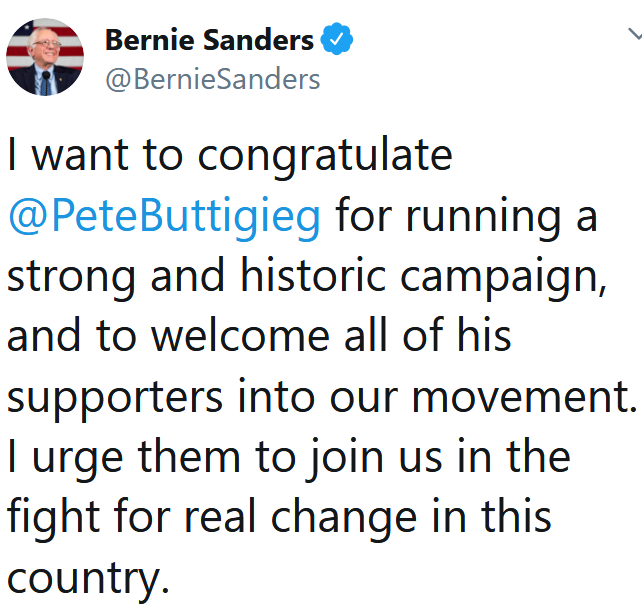 Bernie Sanders
@BernieSanders
I want to congratulate
@PeteButtigieg for running a
strong and historic campaign,
and to welcome all of his
supporters into our movement.
I urge them to join us in the
fight for real change in this
country.